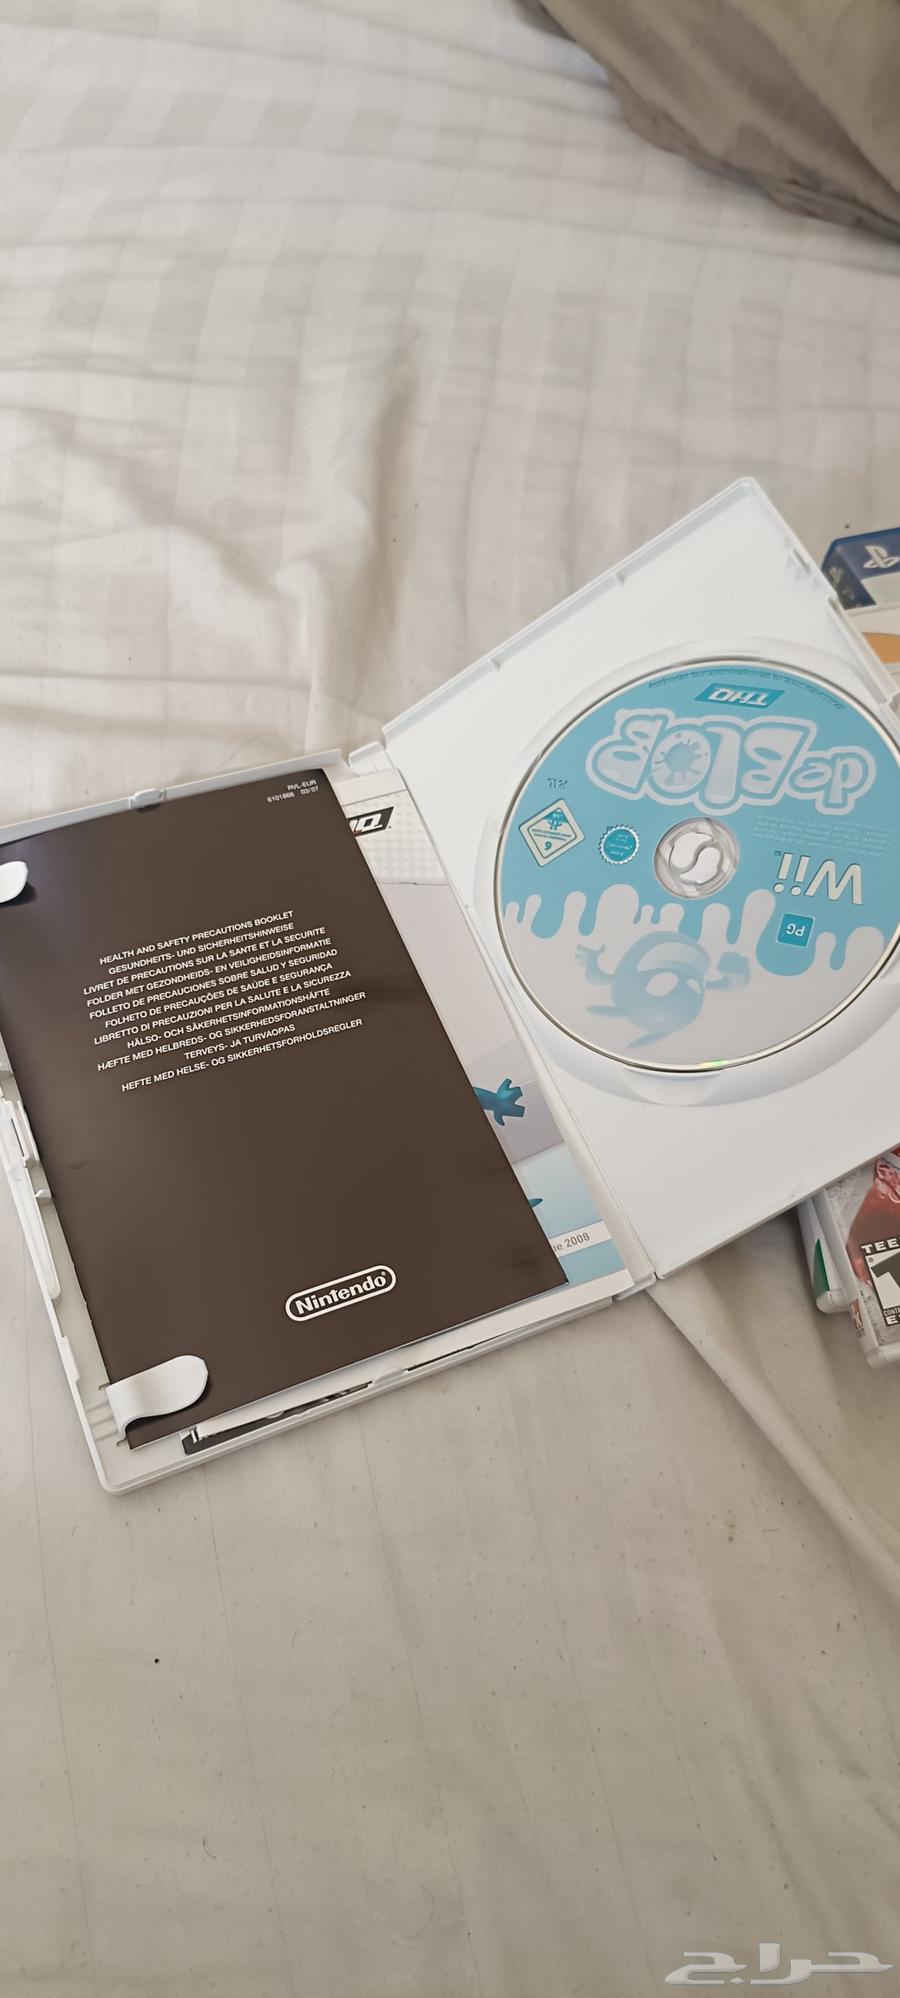 RVL-EUR
6101866 03/07
HEALTH AND SAFETY PRECAUTIONS BOOKLET
GESUNDHEITS- UND SICHERHEITSHINWEISE
LIVRET DE PRECAUTIONS SUR LA SANTE ET LA SECURITE
FOLDER MET GEZONDHEIDS- EN VEILIGHEIDSINFORMATIE
FOLLETO DE PRECAUCIONES SOBRE SALUD Y SEGURIDAD
FOLHETO DE PRECAUÇÕES DE SAÚDE E SEGURANÇA
LIBRETTO DI PRECAUZIONI PER LA SALUTE E LA SICUREZZA
HÄLSO- OCH SÄKERHETSINFORMATIONSHÄFTE
HÆFTE MED HELBREDS- OG SIKKERHEDSFORANSTALTNINGER
TERVEYS- JA TURVAOPAS
HEFTE MED HELSE- OG SIKKERHETSFORHOLDSREGLER
Nintendo
2008
THQ
de BLOB
Wii
PG
6
TEE
حراج